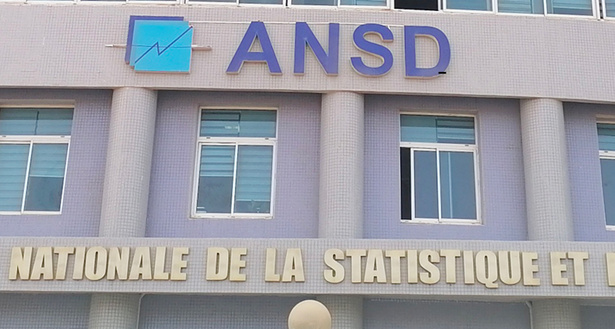 ANSD
NATIONALE DE LA STATISTIQUE ET